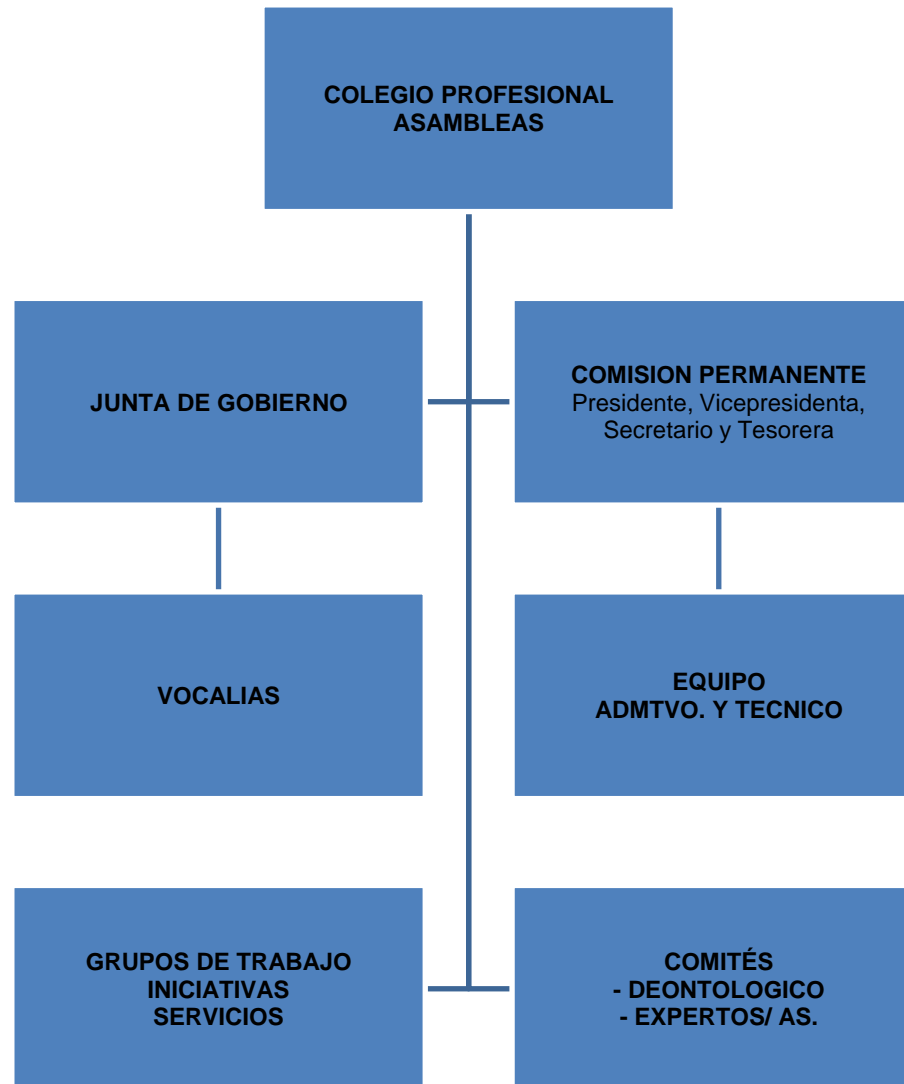 COLEGIO PROFESIONAL
ASAMBLEAS
JUNTA DE GOBIERNO
COMISION PERMANENTE
Presidente, Vicepresidenta,
Secretario y Tesorera
VOCALIAS
EQUIPO
ADMTVO. Y TECNICO
GRUPOS DE TRABAJO
INICIATIVAS
SERVICIOS
COMITÉS
- DEONTOLOGICO
- EXPERTOS/ AS.